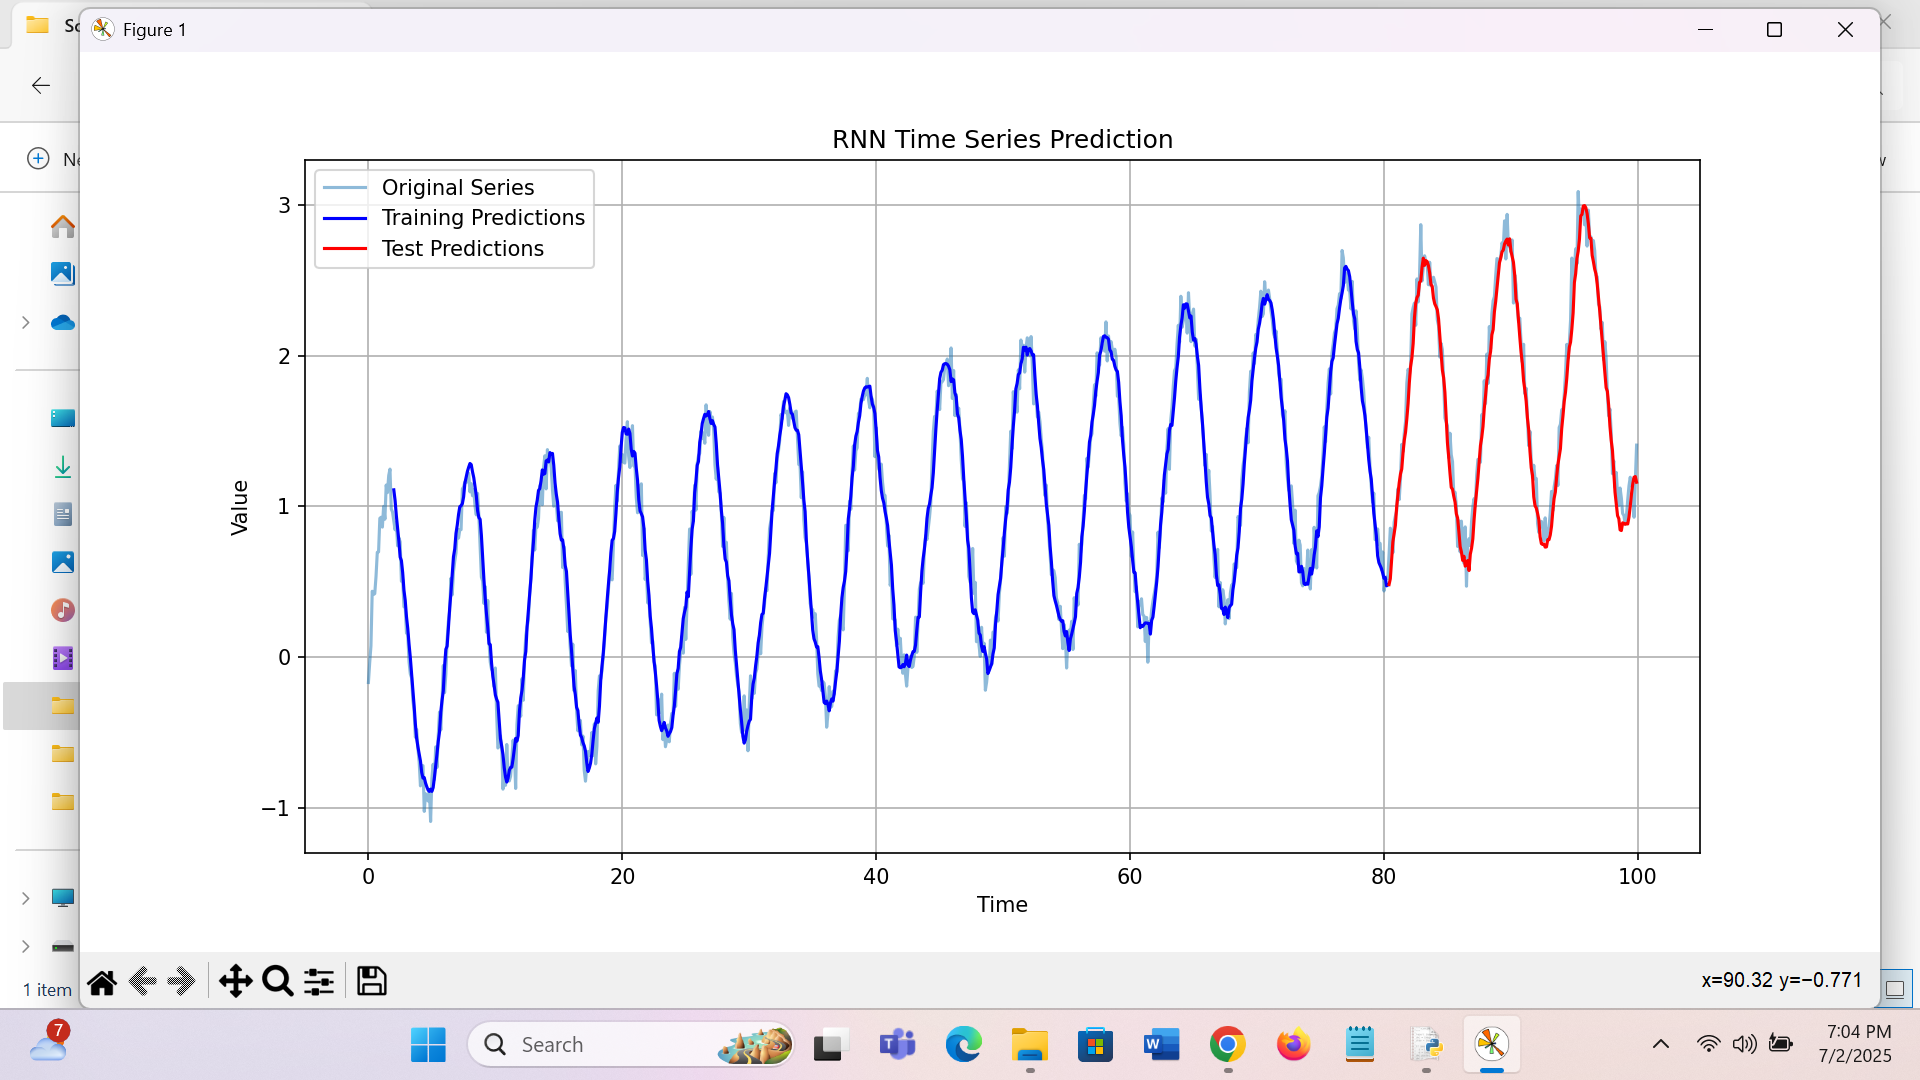 Figure 1
RNN Time Series Prediction
Original Series
Training Predictions
Test Predictions
3
2
1
0
−1
Value
0
20
40
60
80
100
Time
1 item
x=90.32 y=−0.771
7
Search
7:04 PM
7/2/2025